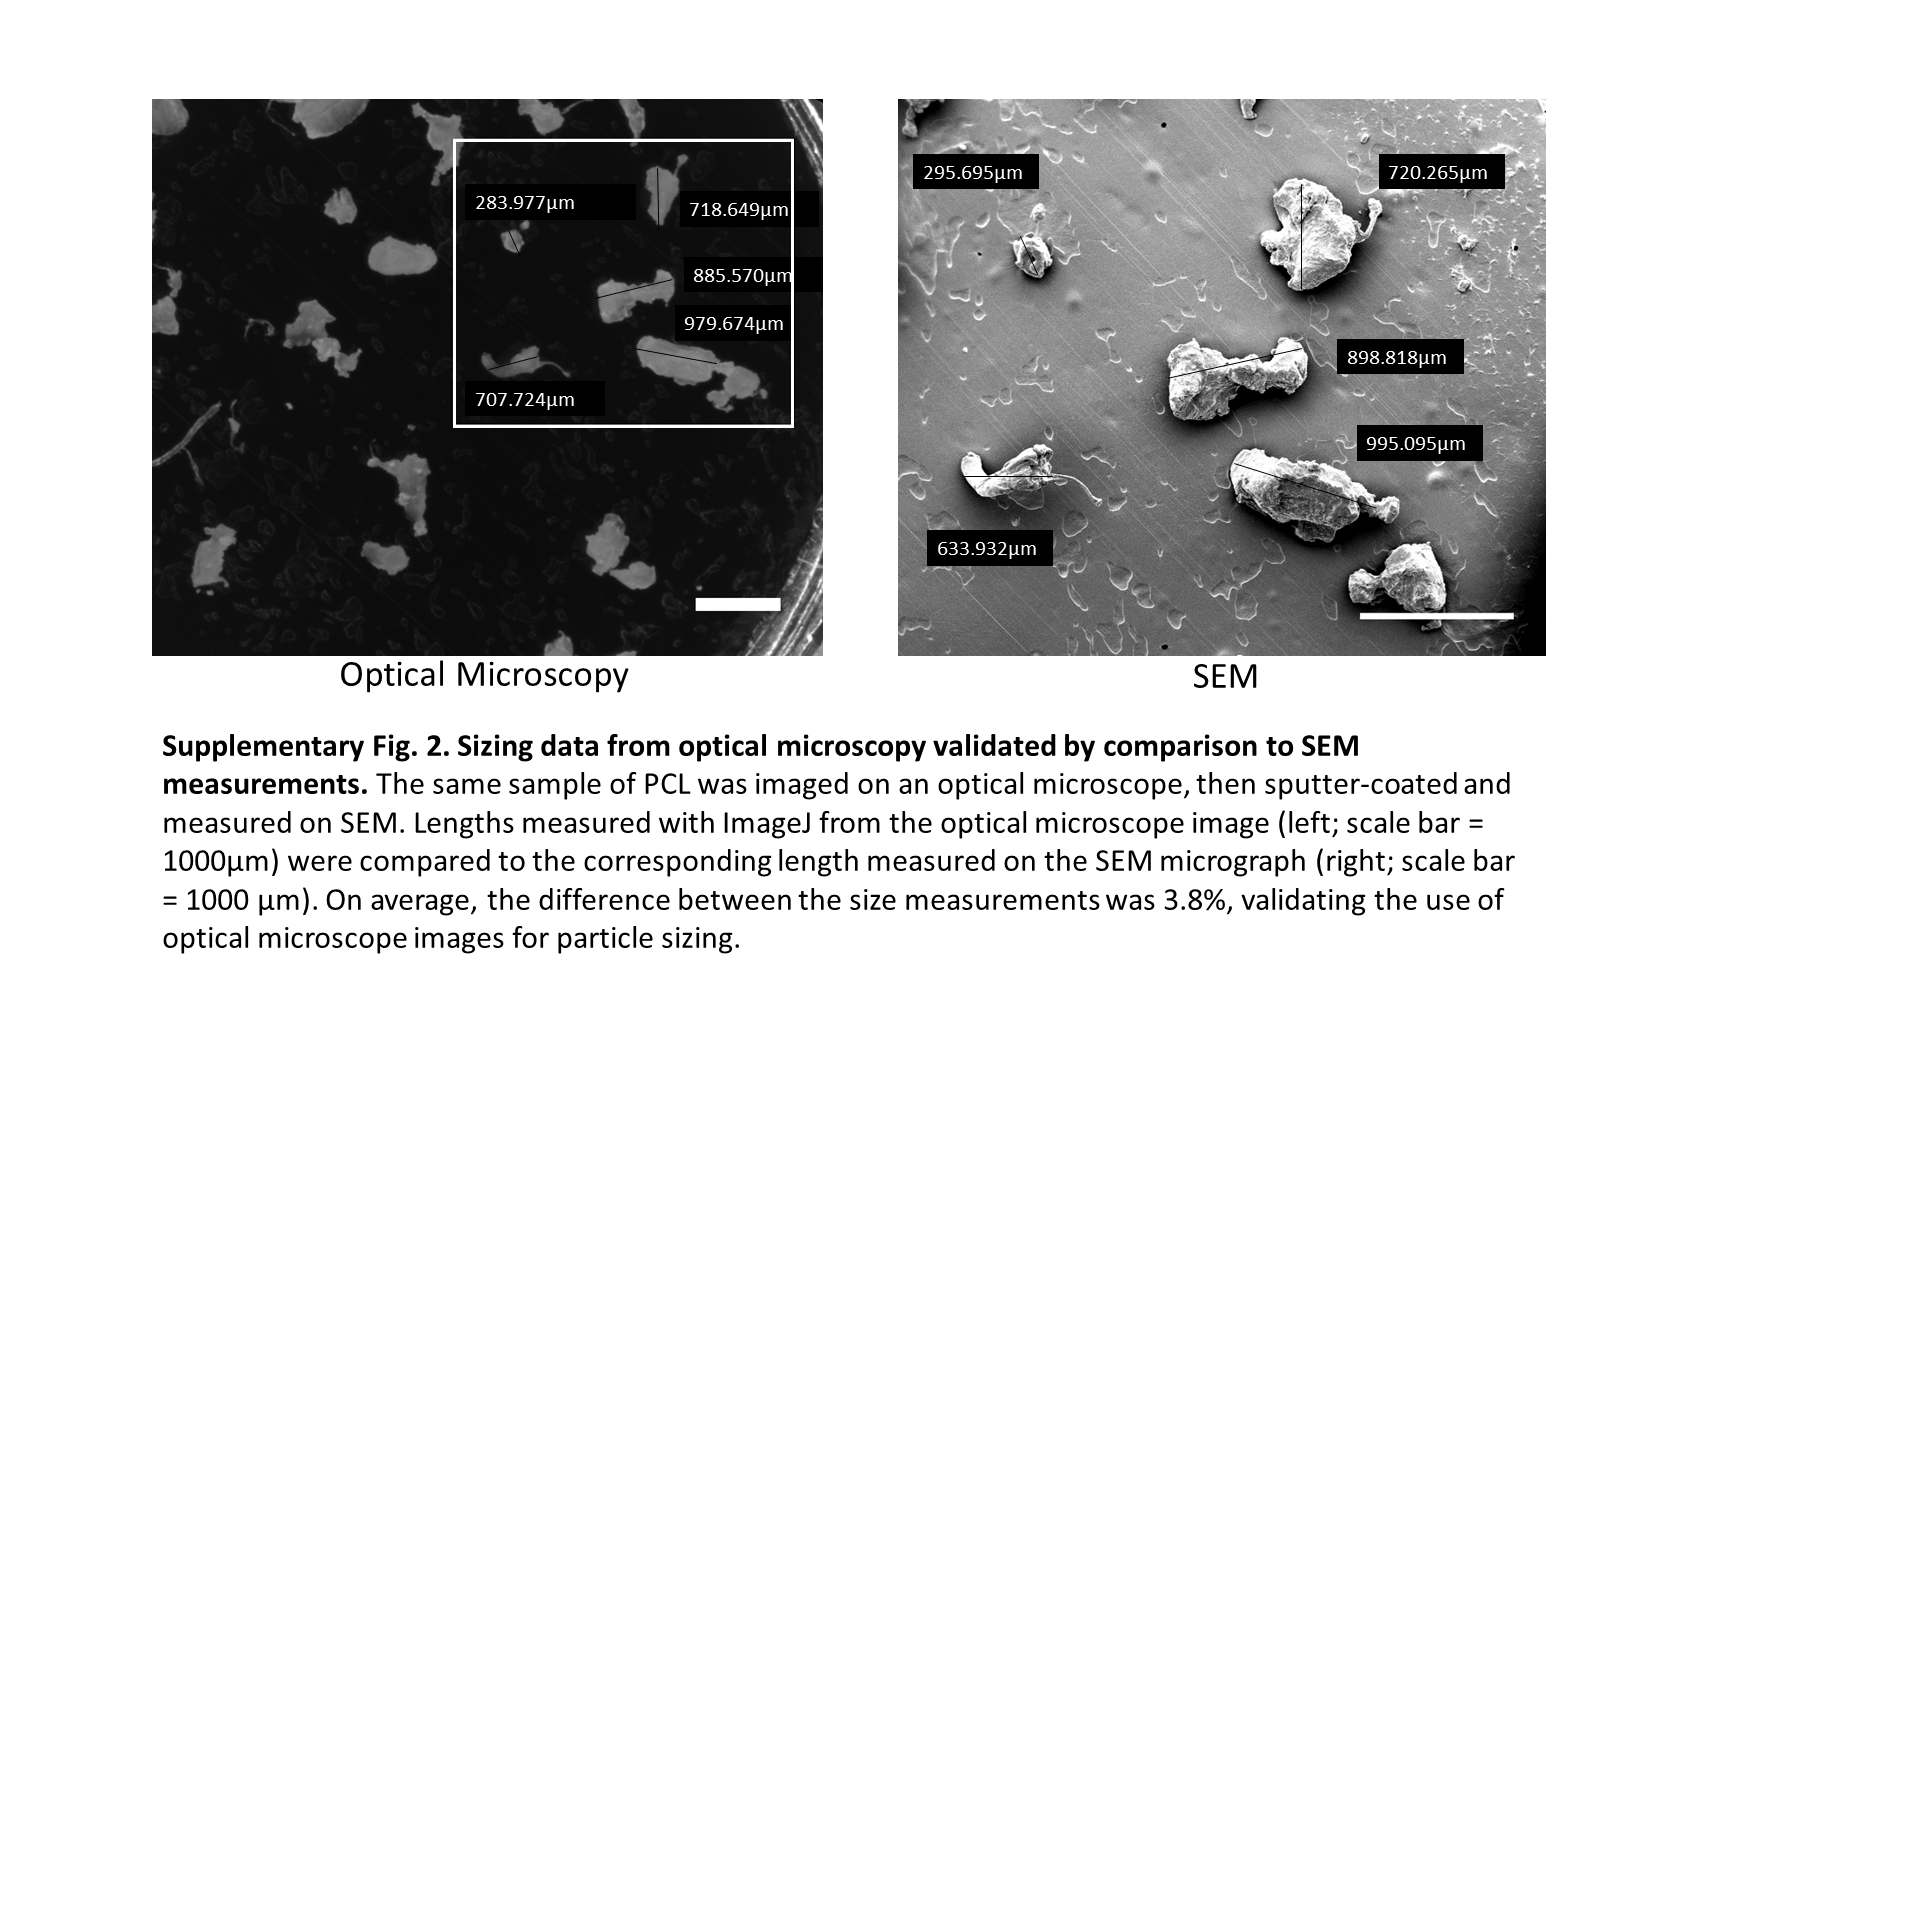 283.977µm
718.649µm
885.570µm
979.674µm
707.724µm
295.695µm
720.265µm
898.818µm
995.095µm
633.932µm
Optical Microscopy
SEM
Supplementary Fig. 2. Sizing data from optical microscopy validated by comparison to SEM
measurements. The same sample of PCL was imaged on an optical microscope, then sputter-coated and
measured on SEM. Lengths measured with ImageJ from the optical microscope image (left; scale bar =
1000µm) were compared to the corresponding length measured on the SEM micrograph (right; scale bar
= 1000 µm). On average, the difference between the size measurements was 3.8%, validating the use of
optical microscope images for particle sizing.